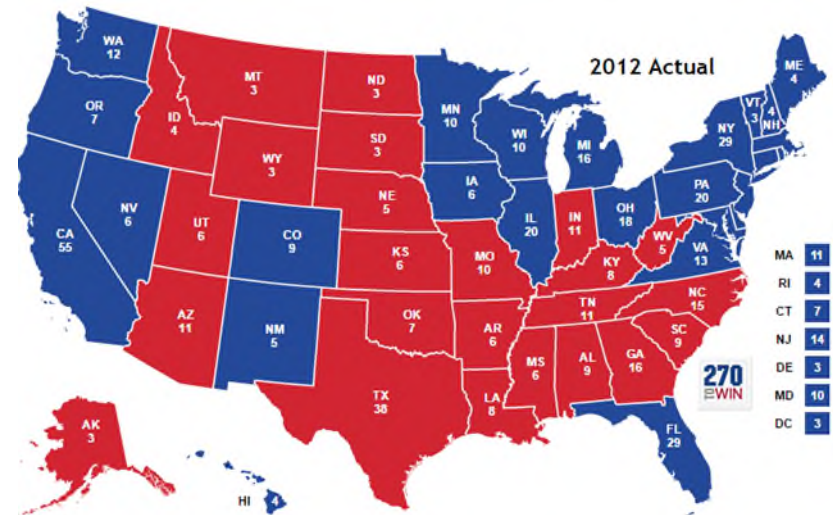 2012 Actual
WA
12
OR
7
CA
55
NV
6
ID
4
MT
3
WY
3
UT
6
AZ
11
CO
9
NM
5
ND
3
SD
3
NE
5
KS
6
OK
7
TX
38
MN
10
IA
6
MO
10
AR
6
LA
8
WI
10
IL
20
MI
16
IN
11
OH
18
KY
8
TN
11
MS
6
AL
9
GA
16
FL
29
SC
9
NC
15
VA
13
WV
5
PA
20
NY
29
VT
3
4
NH
ME
4
AK
3
HI 4
MA 11
RI 4
CT 7
NJ 14
DE 3
MD 10
DC 3
270
TO WIN